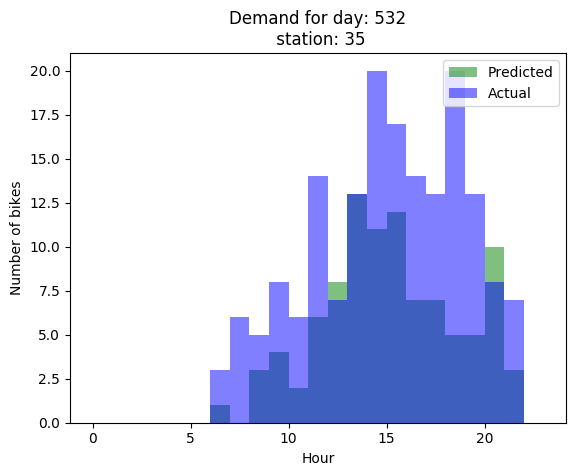 Demand for day: 532
station: 35
Predicted
Actual
20.0
17.5
15.0
12.5
10.0
7.5
5.0
2.5
0.0
Number of bikes
0 5 10 15 20
Hour